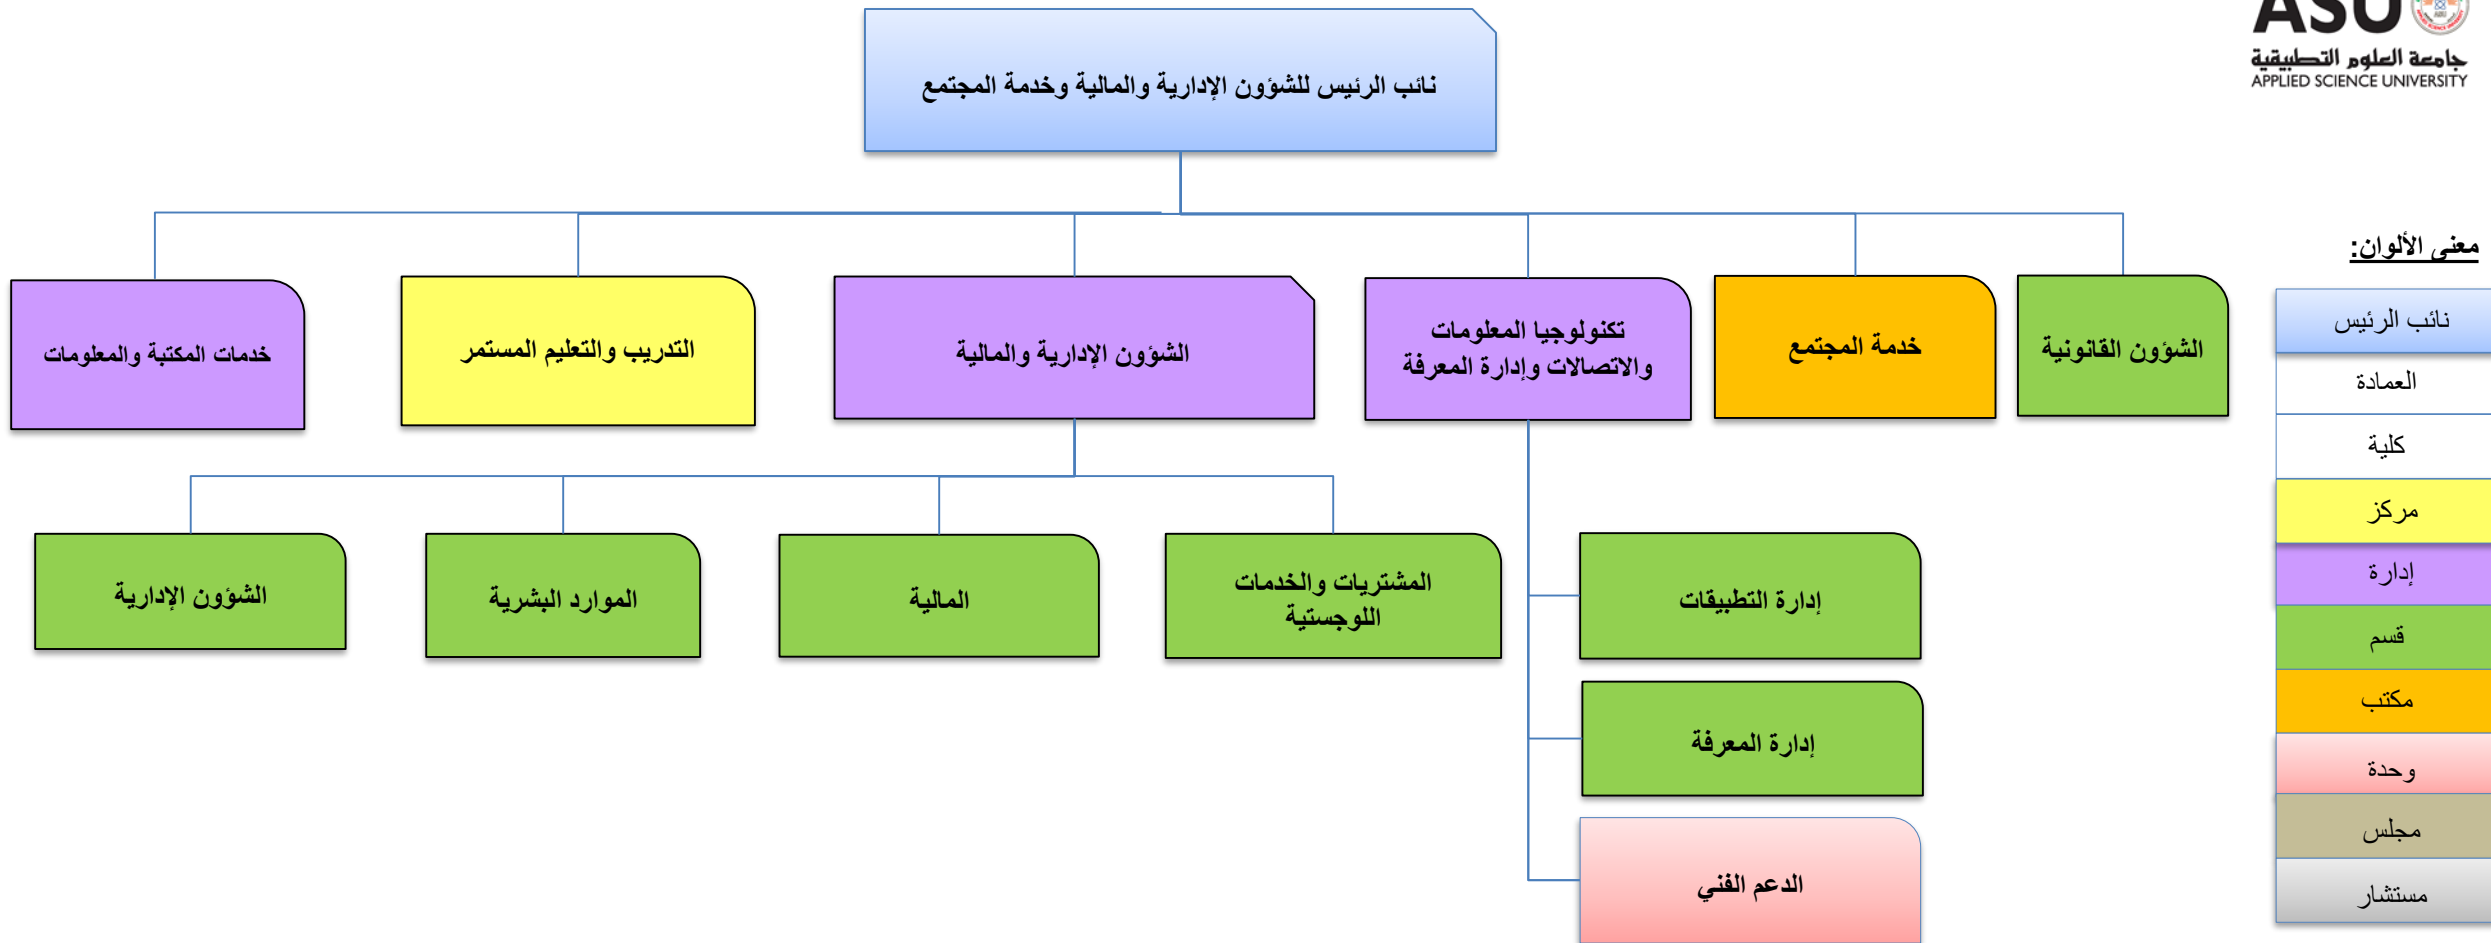 ASU
جامعة العلوم التطبيقية
APPLIED SCIENCE UNIVERSITY
نائب الرئيس للشؤون الإدارية والمالية وخدمة المجتمع
معنى الألوان:
نائب الرئيس
العمادة
كلية
مركز
إدارة
قسم
مكتب
وحدة
مجلس
مستشار
الشؤون القانونية
خدمة المجتمع
تكنولوجيا المعلومات
والاتصالات وإدارة المعرفة
الشؤون الإدارية والمالية
التدريب والتعليم المستمر
خدمات المكتبة والمعلومات
المشتريات والخدمات
اللوجستية
المالية
الموارد البشرية
الشؤون الإدارية
إدارة التطبيقات
إدارة المعرفة
الدعم الفني